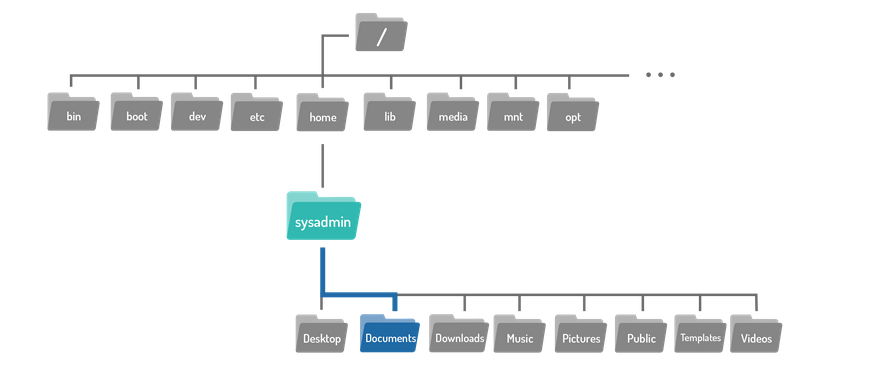 /
bin boot dev etc home lib media mnt opt
sysadmin
Desktop Documents Downloads Music Pictures Public Templates Videos